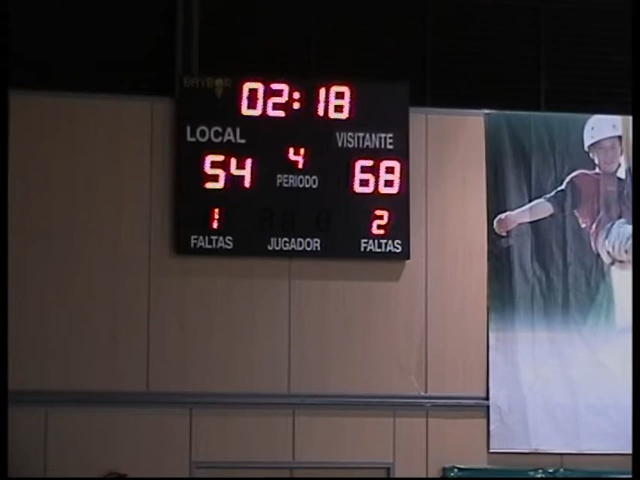 02:18
LOCAL VISITANTE
54 4 68
PERIODO
1 2
FALTAS JUGADOR FALTAS